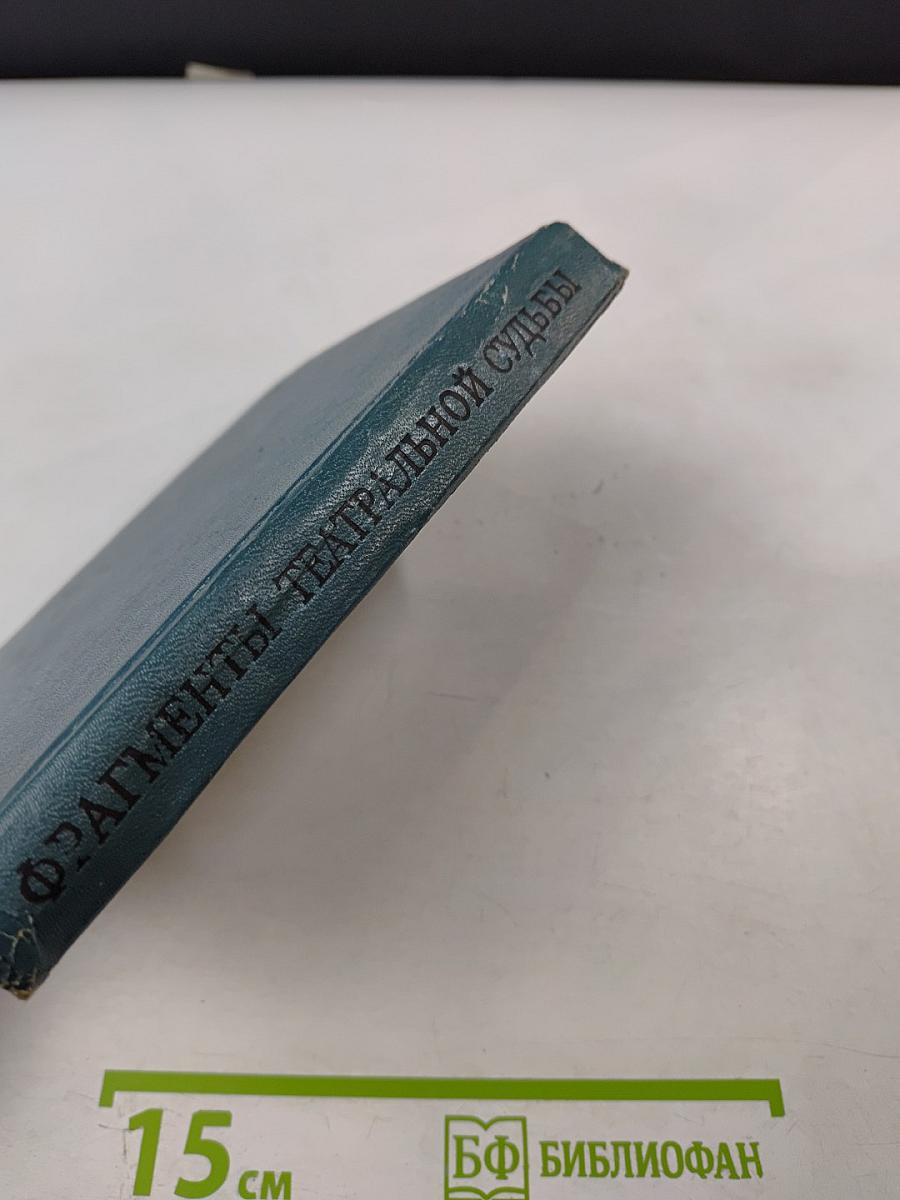 ФРАГМЕНТЫ ТЕАТРАЛЬНОЙ СУДЬБЫ
15 СМ
БФ БИБЛИОФАН